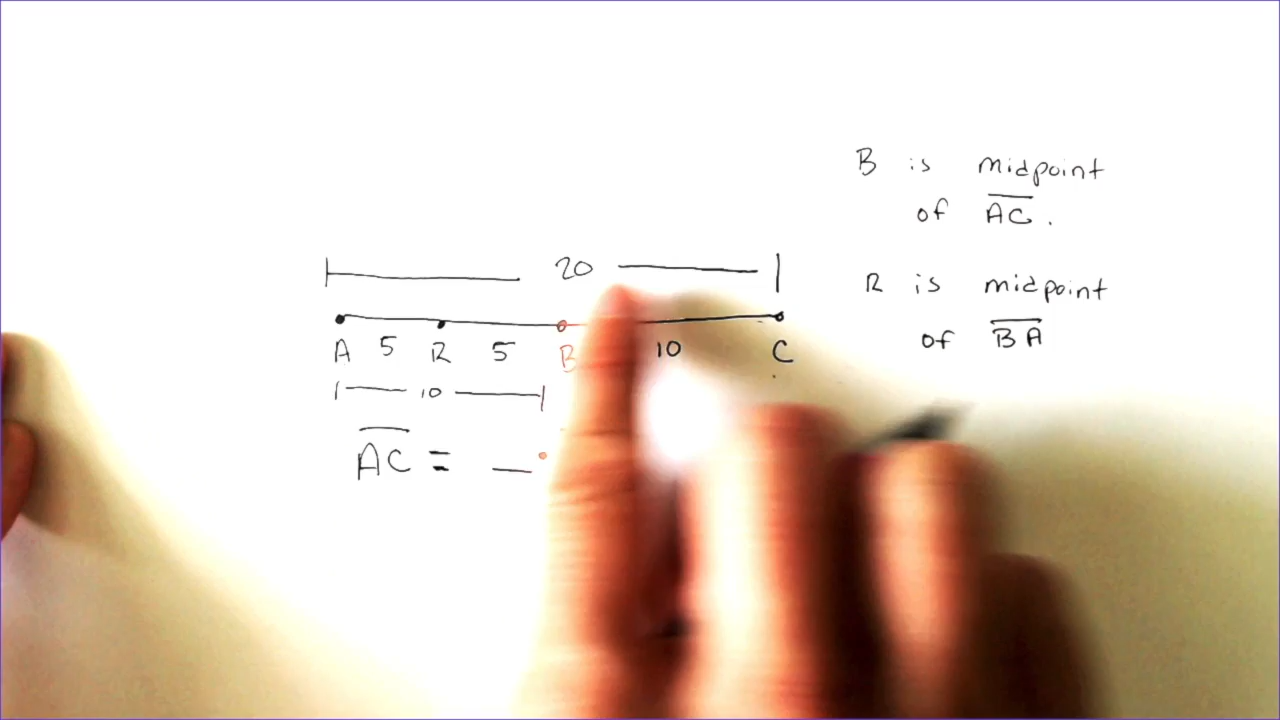 B is midpoint
of AC.
R is midpoint
of BA
20
A 5 R 5 B 10 C
10
AC = _